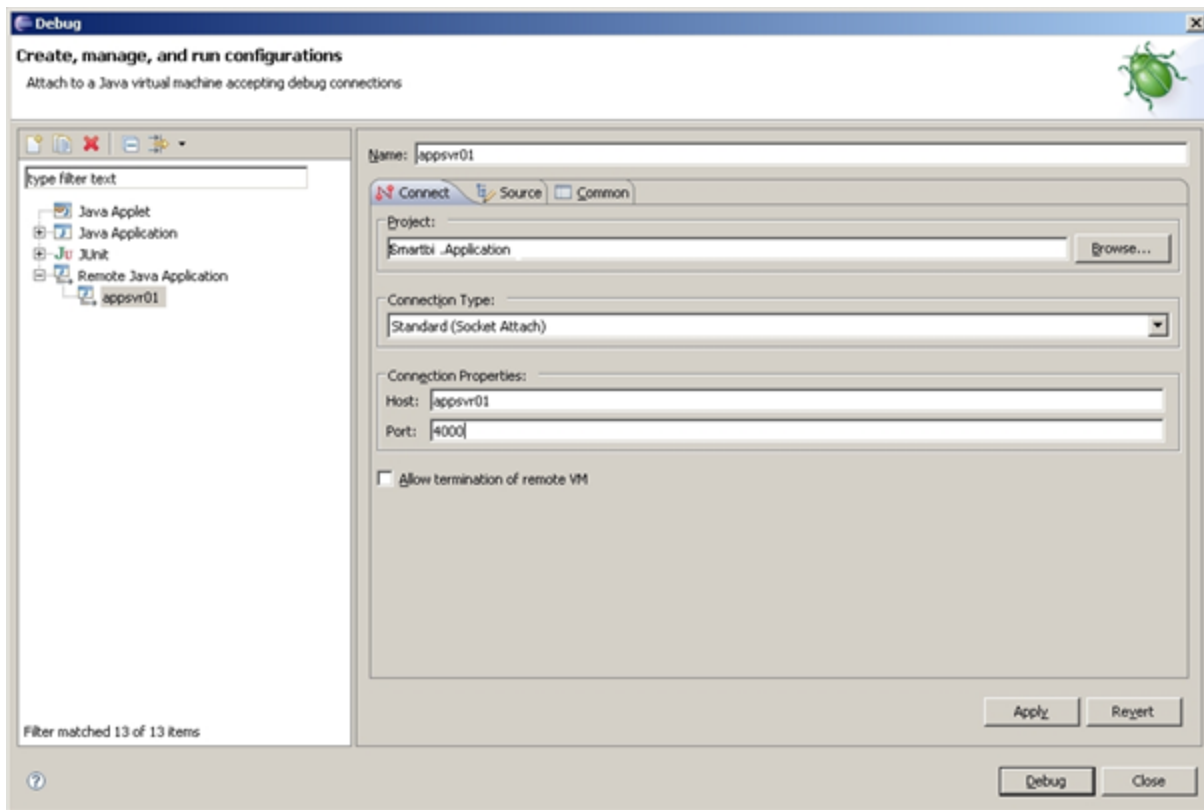 Debug
Create, manage, and run configurations
Attach to a Java virtual machine accepting debug connections
type filter text
Java Applet
Java Application
Ju JUnit
Remote Java Application
appsvr01
Filter matched 13 of 13 items
Name: appsvr01
Connect Source Common
Project:
Smartbi ..Application
Browse...
Connection Type:
Standard (Socket Attach)
Connection Properties:
Host: appsvr01
Port: 4000
Allow termination of remote VM
Apply Revert
? Debug Close